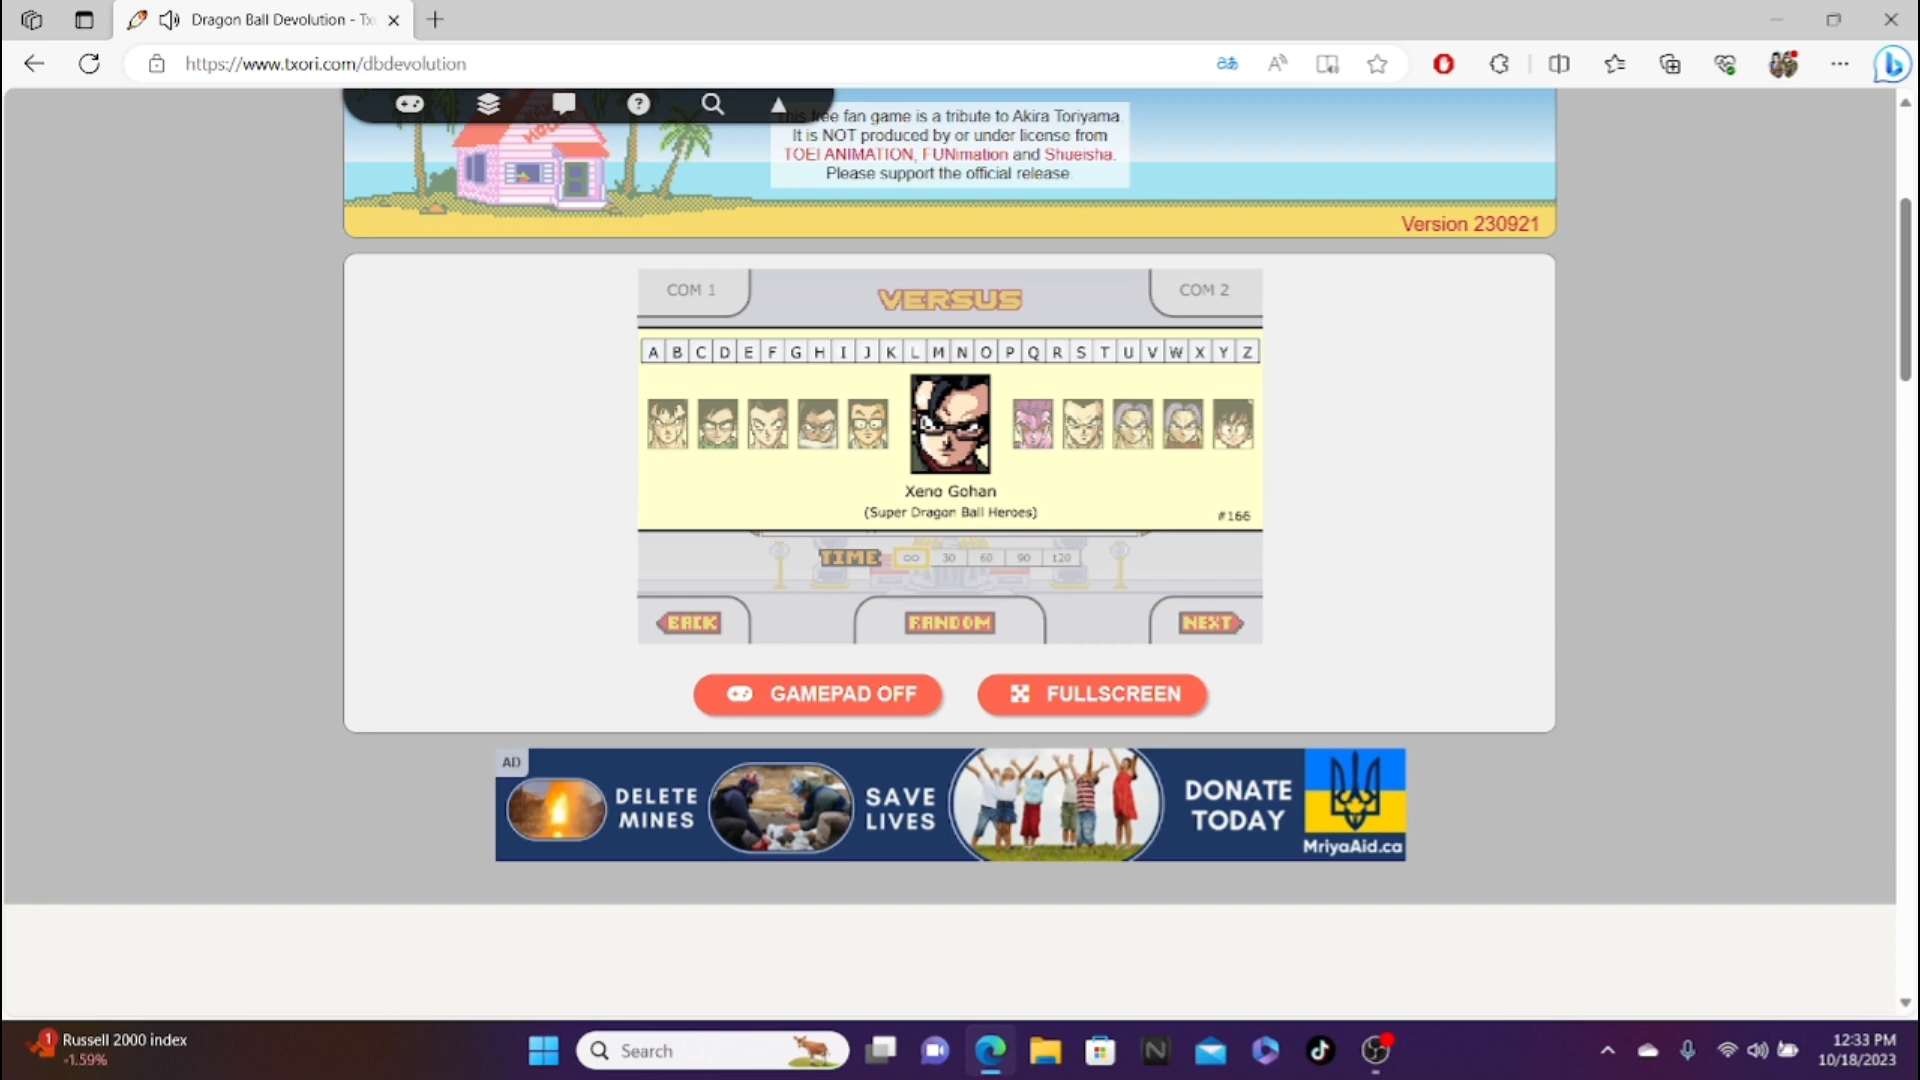 Dragon Ball Devolution - Tx
https://www.txori.com/dbdevolution
This free fan game is a tribute to Akira Toriyama.
It is NOT produced by or under license from
TOEI ANIMATION, FUNimation and Shueisha.
Please support the official release.
Version 230921
COM 1
VERSUS
COM 2
A B C D E F G H I J K L M N O P Q R S T U V W X Y Z
Xeno Gohan
(Super Dragon Ball Heroes)
#166
TIME ∞ 30 60 90 120
BACK
RANDOM
NEXT
GAMEPAD OFF
FULLSCREEN
AD
DELETE
MINES
SAVE
LIVES
DONATE
TODAY
MriyaAid.ca
1
Russell 2000 index
-1.59%
Search
12:33 PM
10/18/2023